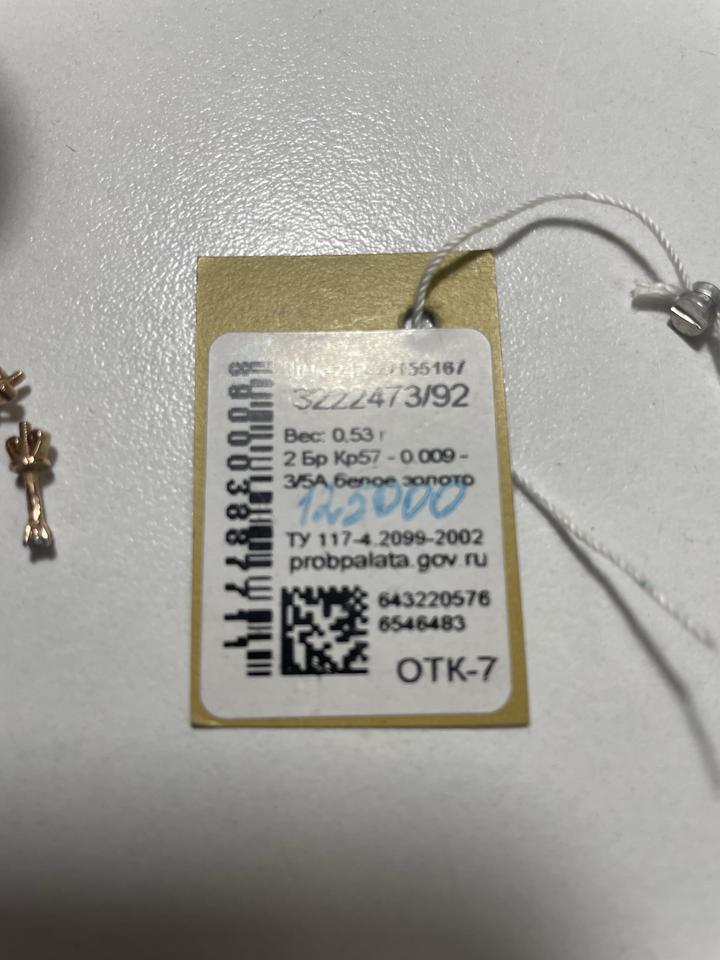 3222473/92
Вес: 0,53 г
2 Бр Кр57 - 0.009 -
3/5А белое золото
ТУ 117-4.2099-2002
probpalata.gov.ru
643220576
6546483
ОТК-7